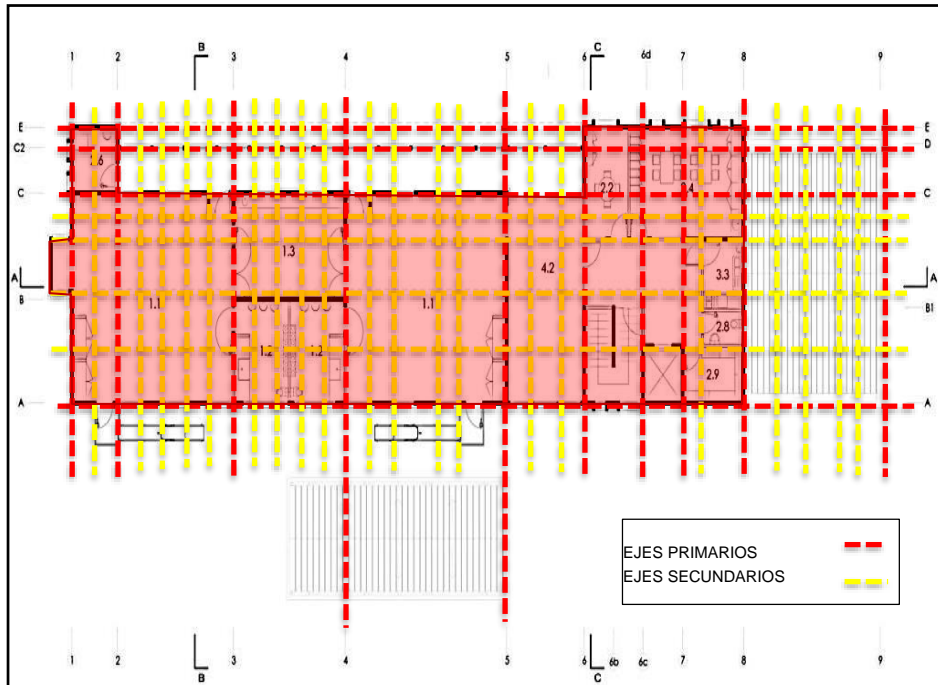 B C
1 2 3 4 5 6 6d 7 8 9
E E
C2 D
.6 2.2 2.4
C C
1.3 4.2 3.3
A A
B 1.1 1.1 B1
2.8
1.2 1.2 2.9
A A
EJES PRIMARIOS
EJES SECUNDARIOS
1 2 3 4 5 6 6b 6c 7 8 9
B C